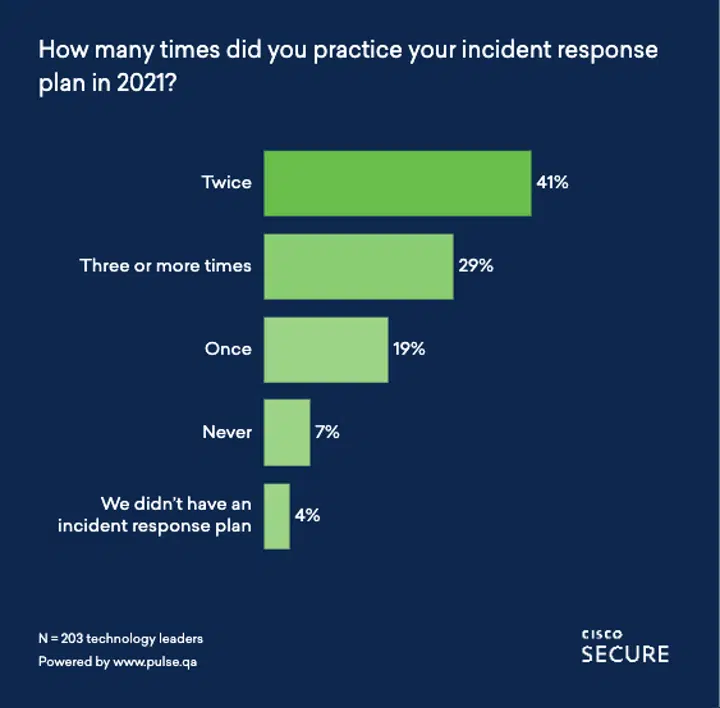 How many times did you practice your incident response
plan in 2021?
Twice
41%
Three or more times
29%
Once
19%
Never
7%
We didn’t have an
incident response plan
4%
N = 203 technology leaders
Powered by www.pulse.qa
CISCO
SECURE